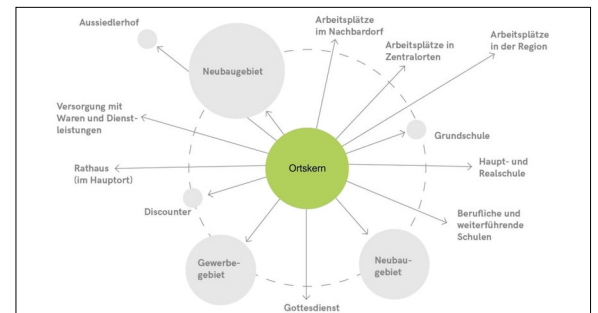 Aussiedlerhof
Neubaugebiet
Arbeitsplätze
im Nachbardorf
Arbeitsplätze in
Zentralorten
Arbeitsplätze
in der Region
Versorgung mit
Waren und Dienst-
leistungen
Grundschule
Ortskern
Rathaus
(im Hauptort)
Haupt- und
Realschule
Discounter
Berufliche und
weiterführende
Schulen
Gewerbe-
gebiet
Neubau-
gebiet
Gottesdienst